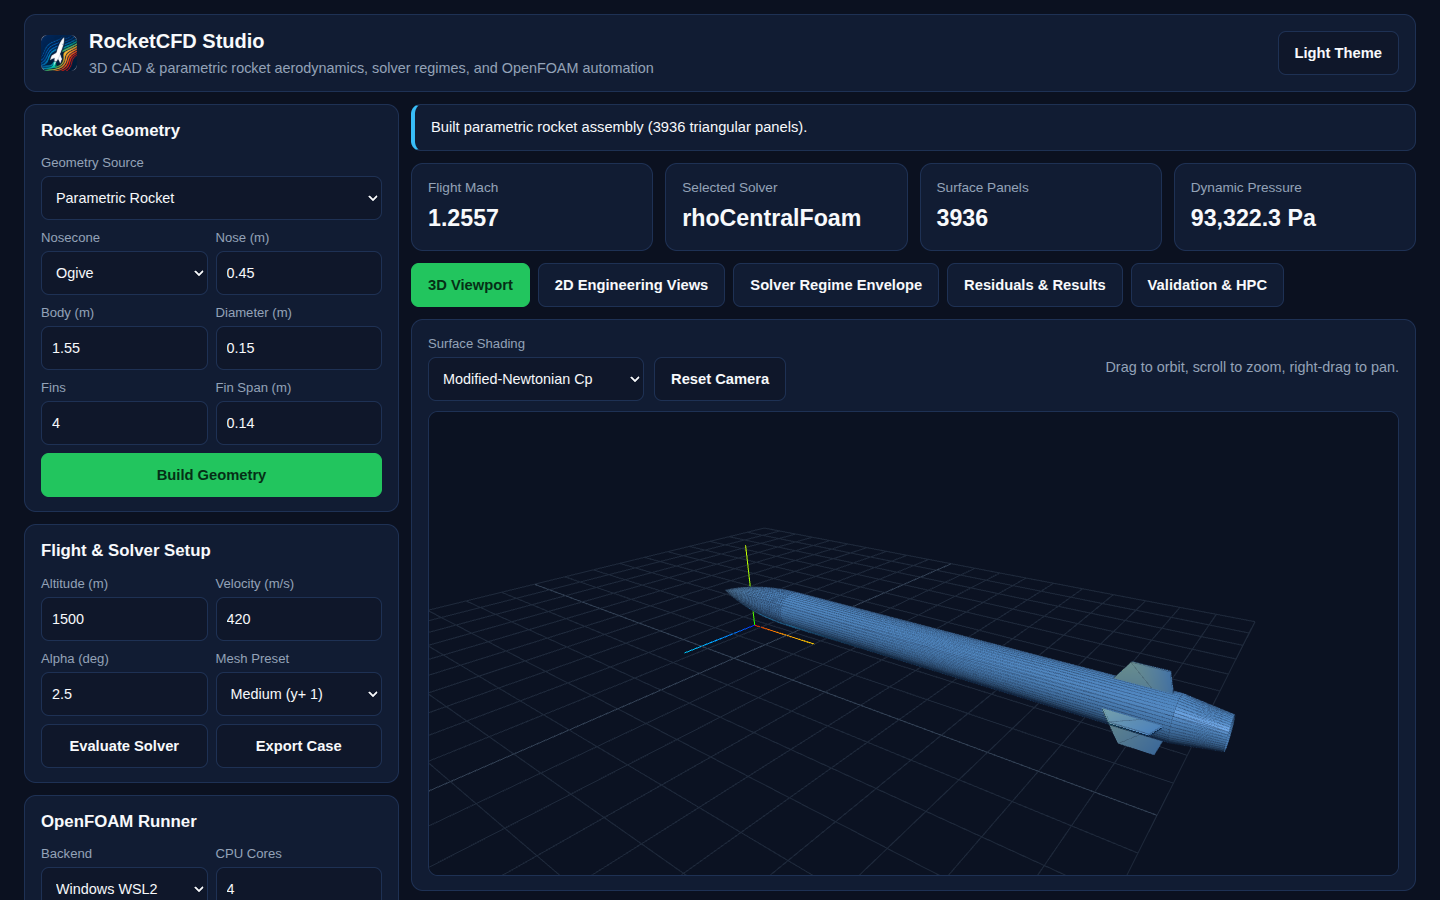 RocketCFD Studio
3D CAD & parametric rocket aerodynamics, solver regimes, and OpenFOAM automation
Light Theme
Rocket Geometry
Geometry Source
Parametric Rocket
Nosecone
Nose (m)
Ogive
0.45
Body (m)
Diameter (m)
1.55
0.15
Fins
Fin Span (m)
4
0.14
Build Geometry
Flight & Solver Setup
Altitude (m)
Velocity (m/s)
1500
420
Alpha (deg)
Mesh Preset
2.5
Medium (y+ 1)
Evaluate Solver
Export Case
OpenFOAM Runner
Backend
CPU Cores
Windows WSL2
4
Built parametric rocket assembly (3936 triangular panels).
Flight Mach
1.2557
Selected Solver
rhoCentralFoam
Surface Panels
3936
Dynamic Pressure
93,322.3 Pa
3D Viewport
2D Engineering Views
Solver Regime Envelope
Residuals & Results
Validation & HPC
Surface Shading
Modified-Newtonian Cp
Reset Camera
Drag to orbit, scroll to zoom, right-drag to pan.